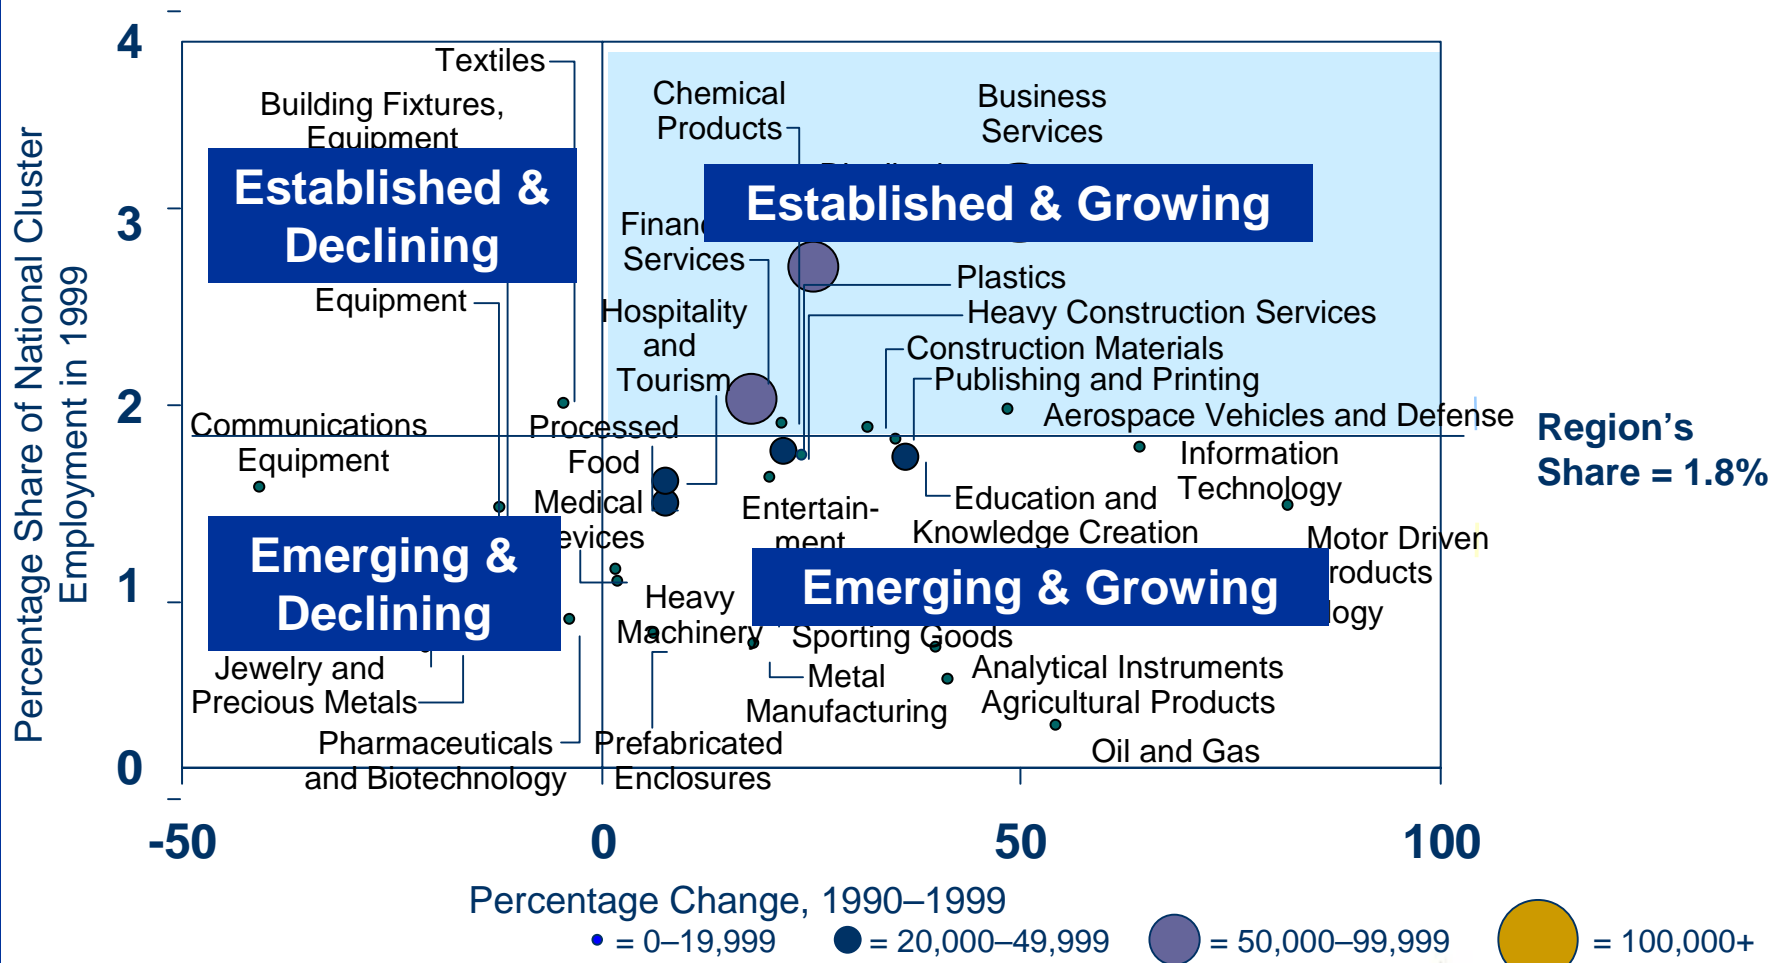 4
3
2
1
0
Percentage Share of National Cluster
Employment in 1999
Textiles
Building Fixtures,
Equipment
Established &
Declining
Equipment
Chemical
Products
Business
Services
Established & Growing
Services
Plastics
Heavy Construction Services
Hospitality
and
Tourism
Construction Materials
Publishing and Printing
Aerospace Vehicles and Defense
Region's
Share = 1.8%
Communications
Equipment
Processed
Food
Information
Technology
Medical
Entertain-
ment
Education and
Knowledge Creation
Motor Driven
Emerging &
Declining
Emerging & Growing
Heavy
Machinery
Sporting Goods
Jewelry and
Precious Metals
Metal
Manufacturing
Analytical Instruments
Agricultural Products
Pharmaceuticals
and Biotechnology
Prefabricated
Enclosures
Oil and Gas
-50
0
50
100
Percentage Change, 1990–1999
= 0–19,999
= 20,000–49,999
= 50,000–99,999
= 100,000+